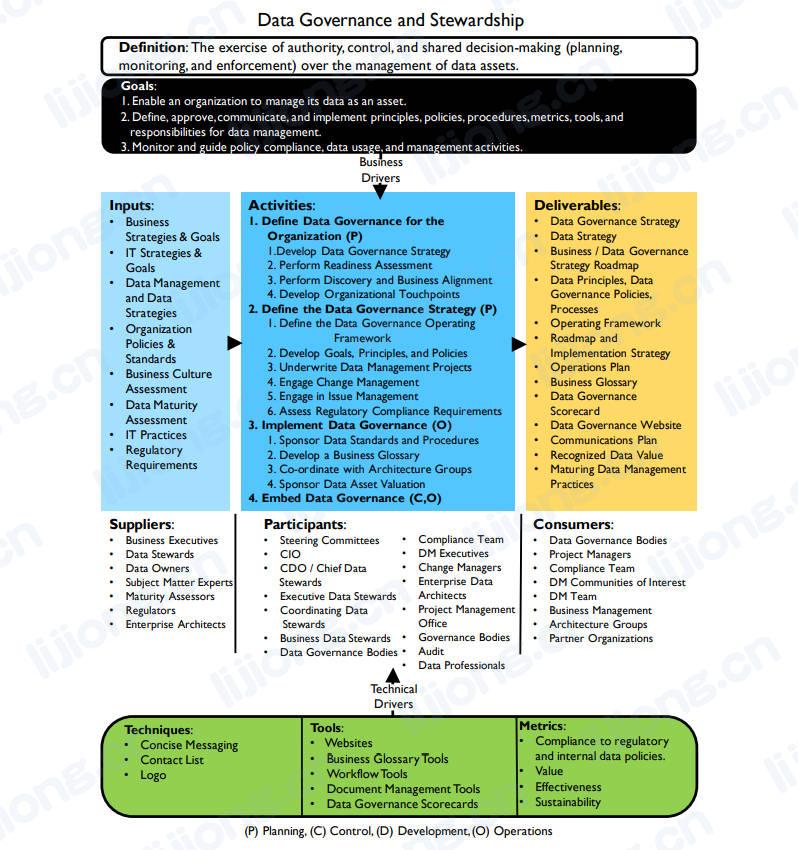 Data Governance and Stewardship
Definition: The exercise of authority, control, and shared decision-making (planning,
monitoring, and enforcement) over the management of data assets.
Goals:
1. Enable an organization to manage its data as an asset.
2. Define, approve, communicate, and implement principles, policies, procedures, metrics, tools, and
responsibilities for data management.
3. Monitor and guide policy compliance, data usage, and management activities.
Business
Drivers
Inputs:
• Business
Strategies & Goals
• IT Strategies &
Goals
• Data Management
and Data
Strategies
• Organization
Policies &
Standards
• Business Culture
Assessment
• Data Maturity
Assessment
• IT Practices
• Regulatory
Requirements
Activities:
1. Define Data Governance for the
Organization (P)
1.Develop Data Governance Strategy
2. Perform Readiness Assessment
3. Perform Discovery and Business Alignment
4. Develop Organizational Touchpoints
2. Define the Data Governance Strategy (P)
1. Define the Data Governance Operating
Framework
2. Develop Goals, Principles, and Policies
3. Underwrite Data Management Projects
4. Engage Change Management
5. Engage in Issue Management
6. Assess Regulatory Compliance Requirements
3. Implement Data Governance (O)
1. Sponsor Data Standards and Procedures
2. Develop a Business Glossary
3. Co-ordinate with Architecture Groups
4. Sponsor Data Asset Valuation
4. Embed Data Governance (C,O)
Deliverables:
• Data Governance Strategy
• Data Strategy
• Business / Data Governance
Strategy Roadmap
• Data Principles, Data
Governance Policies,
Processes
• Operating Framework
• Roadmap and
Implementation Strategy
• Operations Plan
• Business Glossary
• Data Governance
Scorecard
• Data Governance Website
• Communications Plan
• Recognized Data Value
• Maturing Data Management
Practices
Suppliers:
• Business Executives
• Data Stewards
• Data Owners
• Subject Matter Experts
• Maturity Assessors
• Regulators
• Enterprise Architects
Participants:
• Steering Committees
• CIO
• CDO / Chief Data
Stewards
• Executive Data Stewards
• Coordinating Data
Stewards
• Business Data Stewards
• Data Governance Bodies
• Compliance Team
• DM Executives
• Change Managers
• Enterprise Data
Architects
• Project Management
Office
• Governance Bodies
• Audit
• Data Professionals
Consumers:
• Data Governance Bodies
• Project Managers
• Compliance Team
• DM Communities of Interest
• DM Team
• Business Management
• Architecture Groups
• Partner Organizations
Technical
Drivers
Techniques:
• Concise Messaging
• Contact List
• Logo
Tools:
• Websites
• Business Glossary Tools
• Workflow Tools
• Document Management Tools
• Data Governance Scorecards
Metrics:
• Compliance to regulatory
and internal data policies.
• Value
• Effectiveness
• Sustainability
(P) Planning, (C) Control, (D) Development, (O) Operations
lijiong.cn